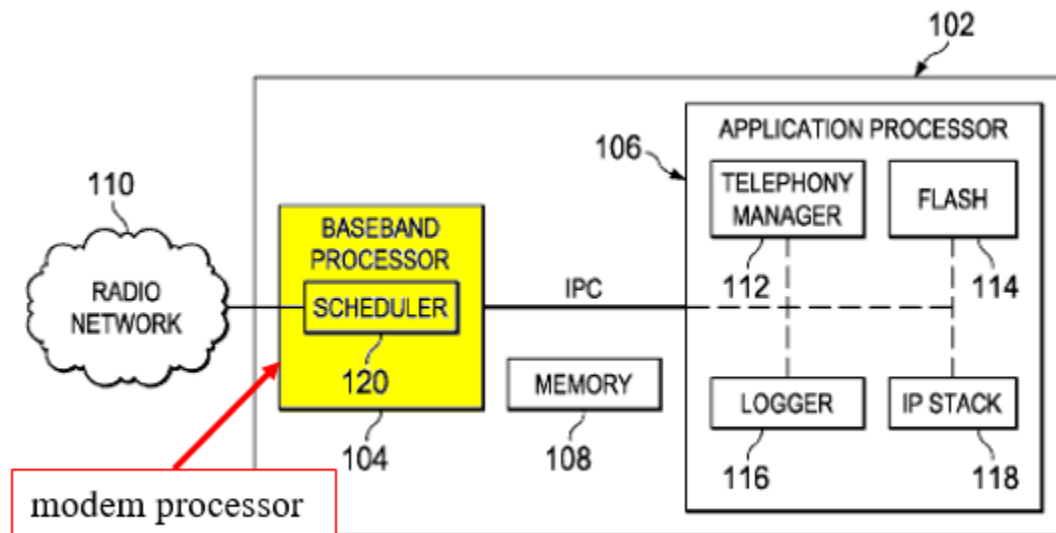 102
APPLICATION PROCESSOR
106
110
TELEPHONY
MANAGER
FLASH
BASEBAND
PROCESSOR
RADIO
NETWORK
SCHEDULER
IPC
112
114
120
MEMORY
LOGGER
IP STACK
104
108
116
118
modem processor